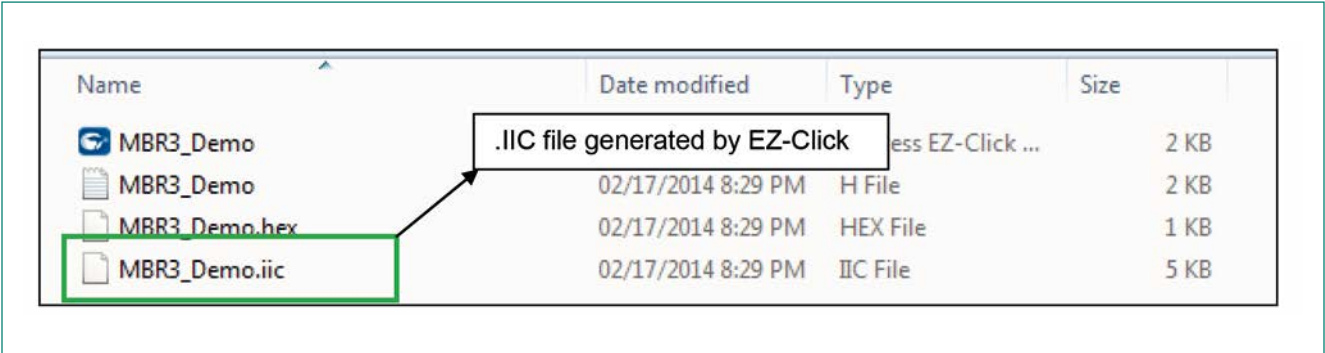 Name Date modified Type Size
MBR3_Demo .IIC file generated by EZ-Click ess EZ-Click ... 2 KB
MBR3_Demo 02/17/2014 8:29 PM H File 2 KB
MBR3_Demo.hex 02/17/2014 8:29 PM HEX File 1 KB
MBR3_Demo.iic 02/17/2014 8:29 PM IIC File 5 KB